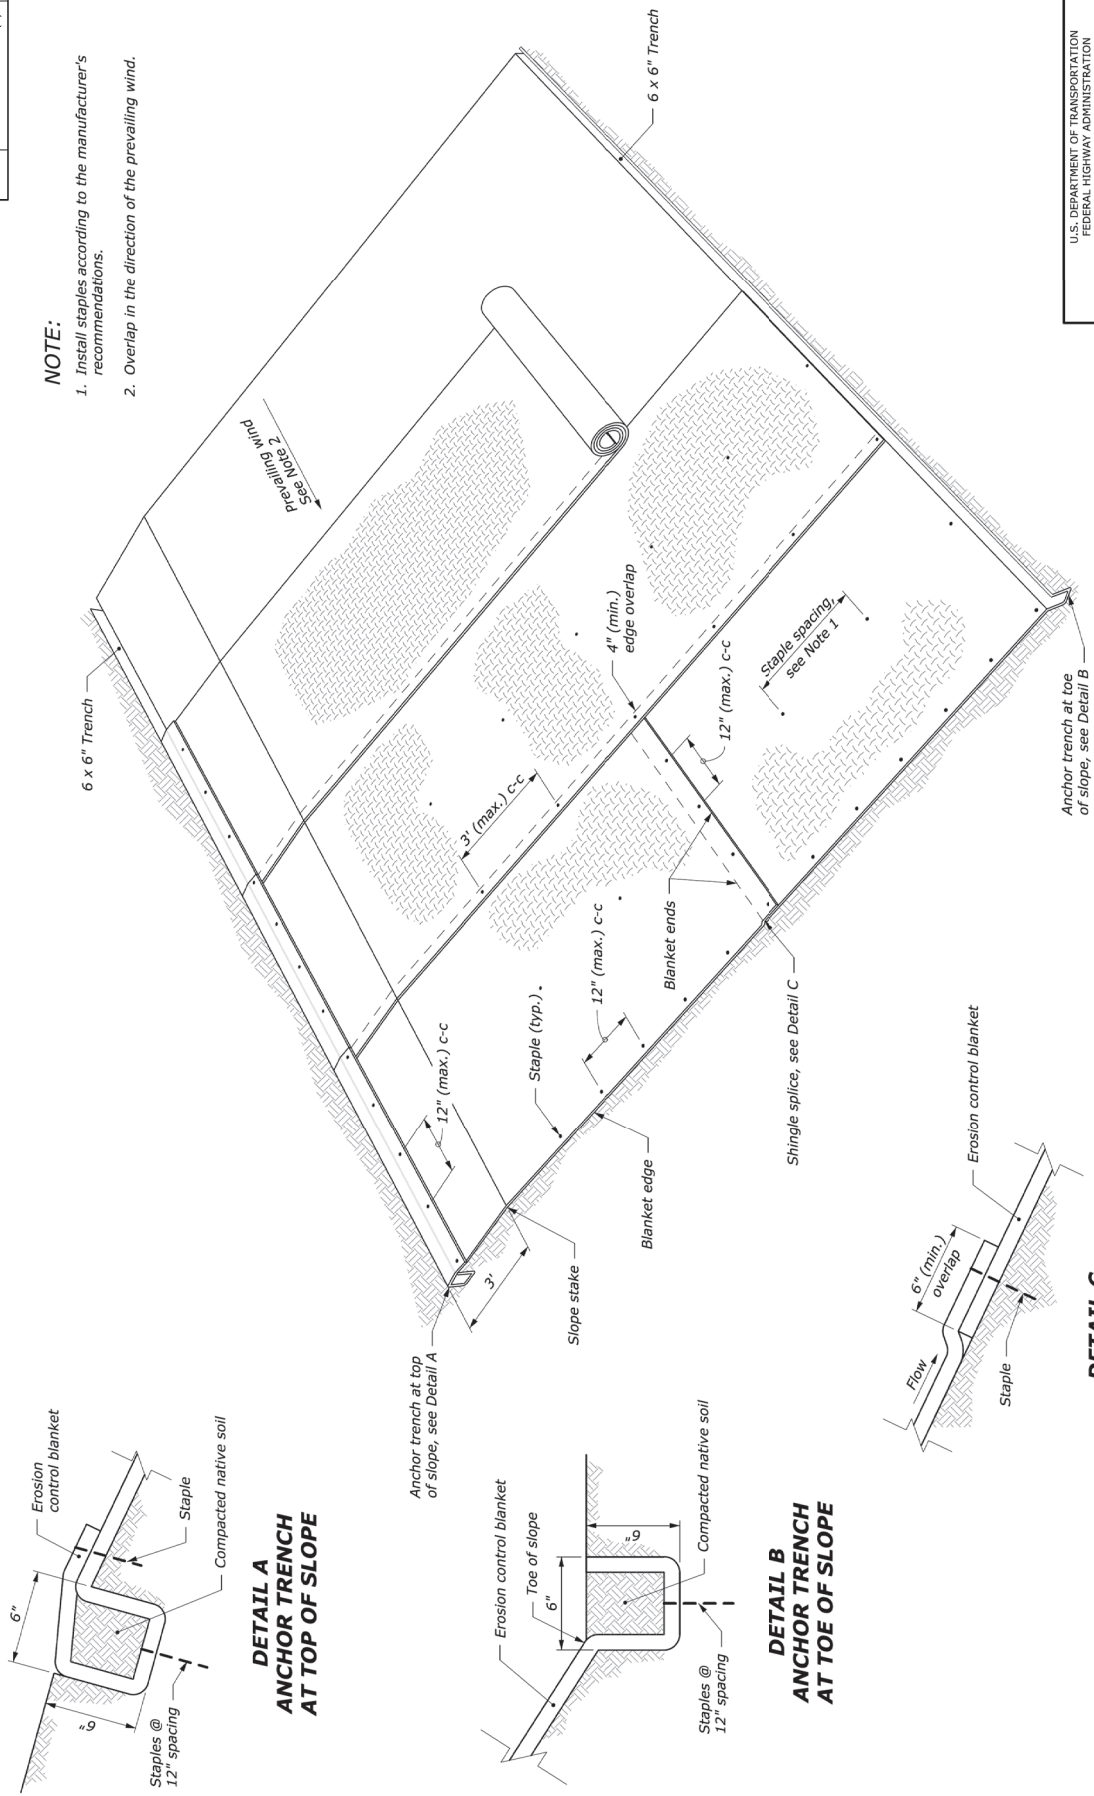 NOTE:
1. Install staples according to the manufacturer's
recommendations.
2. Overlap in the direction of the prevailing wind.
6 x 6" Trench
Prevailing wind
See Note 2
6 x 6" Trench
4" (min.)
edge overlap
12" (max.) c-c
Staple spacing,
see Note 1
3' (max.) c-c
12" (max.) c-c
Staple (typ.)
12" (max.) c-c
Blanket ends
Shingle splice, see Detail C
Blanket edge
Slope stake
3'
Anchor trench at top
of slope, see Detail A
Anchor trench at toe
of slope, see Detail B
Erosion
control blanket
6"
6"
Staple
Compacted native soil
Staples @
12" spacing
DETAIL A
ANCHOR TRENCH
AT TOP OF SLOPE
Erosion control blanket
Toe of slope
6"
6"
Compacted native soil
Staples @
12" spacing
DETAIL B
ANCHOR TRENCH
AT TOE OF SLOPE
Erosion control blanket
6" (min.)
overlap
Flow
Staple
DETAIL C
U.S. DEPARTMENT OF TRANSPORTATION
FEDERAL HIGHWAY ADMINISTRATION